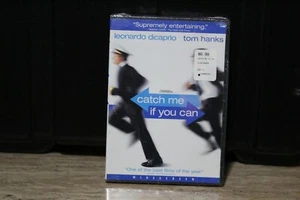 "Supremely entertaining."
leonardo dicaprio tom hanks
catch me
if you can
"One of the best films of the year"
WIDESCREEN